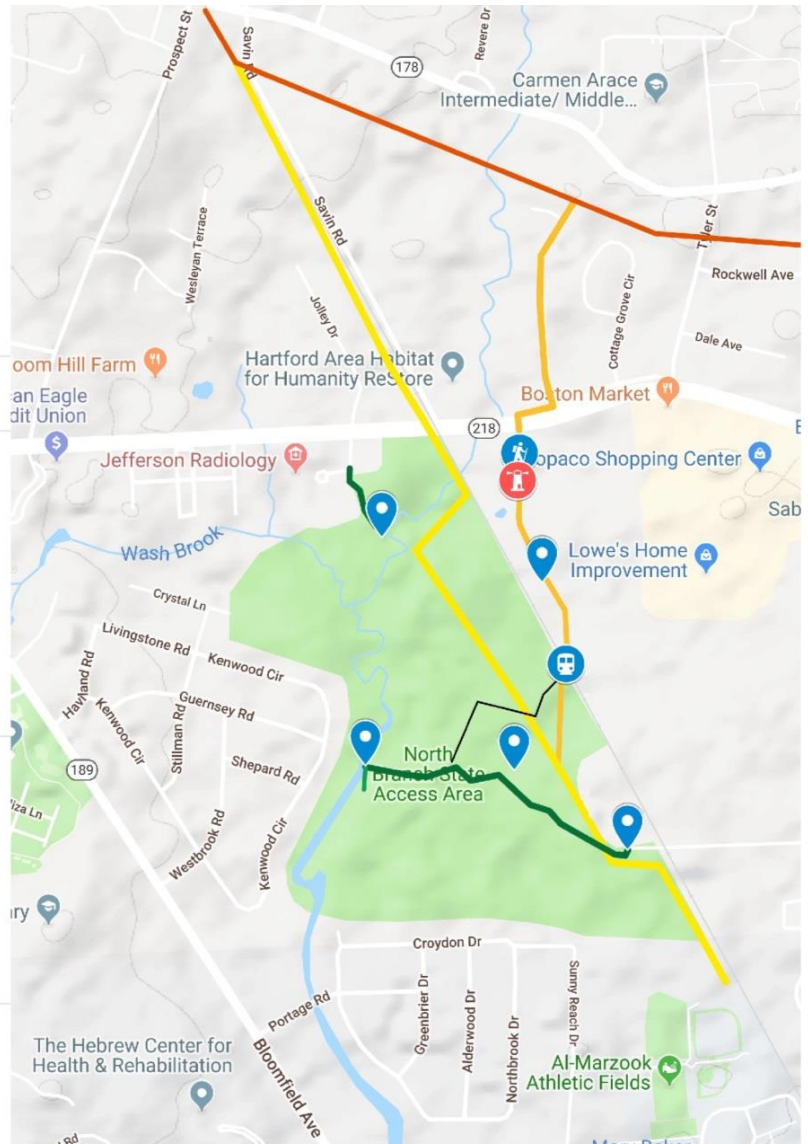 Prospect St
Savin Rd
178
Revere Dr
Carmen Arace
Intermediate/ Middle...
Savin Rd
Wesleyan Terrace
Tyler St
Rockwell Ave
Jolley Dr
Cottage Grove Cir
Dale Ave
oom Hill Farm
Hartford Area Habitat
for Humanity ReStore
can Eagle
dit Union
$
Boston Market
218
E
Jefferson Radiology
opaco Shopping Center
Sab
Wash Brook
Lowe's Home
Improvement
Crystal Ln
Livingstone Rd
Kenwood Cir
Haviland Rd
Guernsey Rd
Kenwood Cir
Stillman Rd
189
Shepard Rd
North
Branch State
Access Area
iza Ln
Westbrook Rd
Kenwood Cir
ary
Croydon Dr
Portage Rd
Greenbrier Dr
Alderwood Dr
Northbrook Dr
Sunny Reach Dr
The Hebrew Center for
Health & Rehabilitation
Bloomfield Ave
Al-Marzook
Athletic Fields
Rd